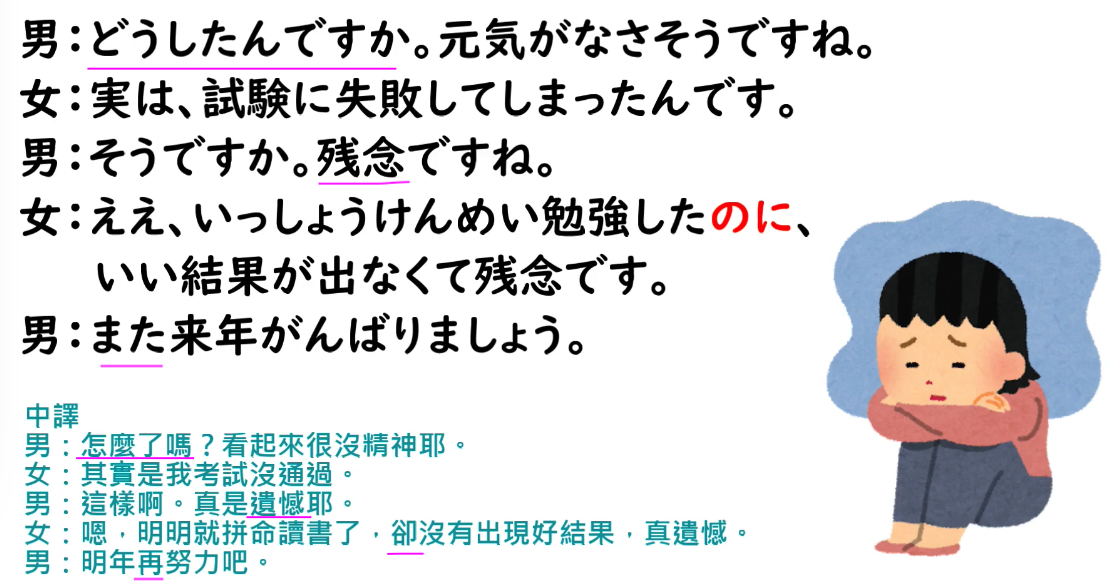 男：どうしたんですか。元気がなさそうですね。
女：実は、試験に失敗してしまったんです。
男：そうですか。残念ですね。
女：ええ、いっしょうけんめい勉強したのに、
いい結果が出なくて残念です。
男：また来年がんばりましょう。
中譯
男：怎麼了嗎？看起來很沒精神耶。
女：其實是我考試沒通過。
男：這樣啊。真是遺憾耶。
女：嗯，明明就拼命讀書了，卻沒有出現好結果，真遺憾。
男：明年再努力吧。